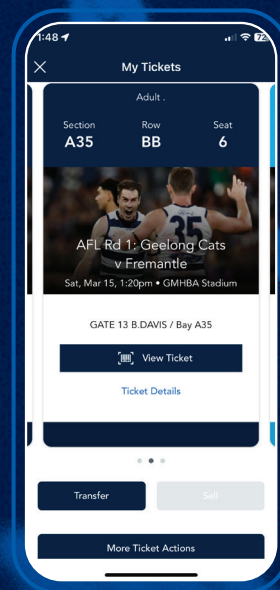 1:48
72
My Tickets
Adult .
Section Row Seat
A35 BB 6
AFL Rd 1: Geelong Cats
v Fremantle
Sat, Mar 15, 1:20pm • GMHBA Stadium
GATE 13 B.DAVIS / Bay A35
View Ticket
Ticket Details
Transfer Sell
More Ticket Actions